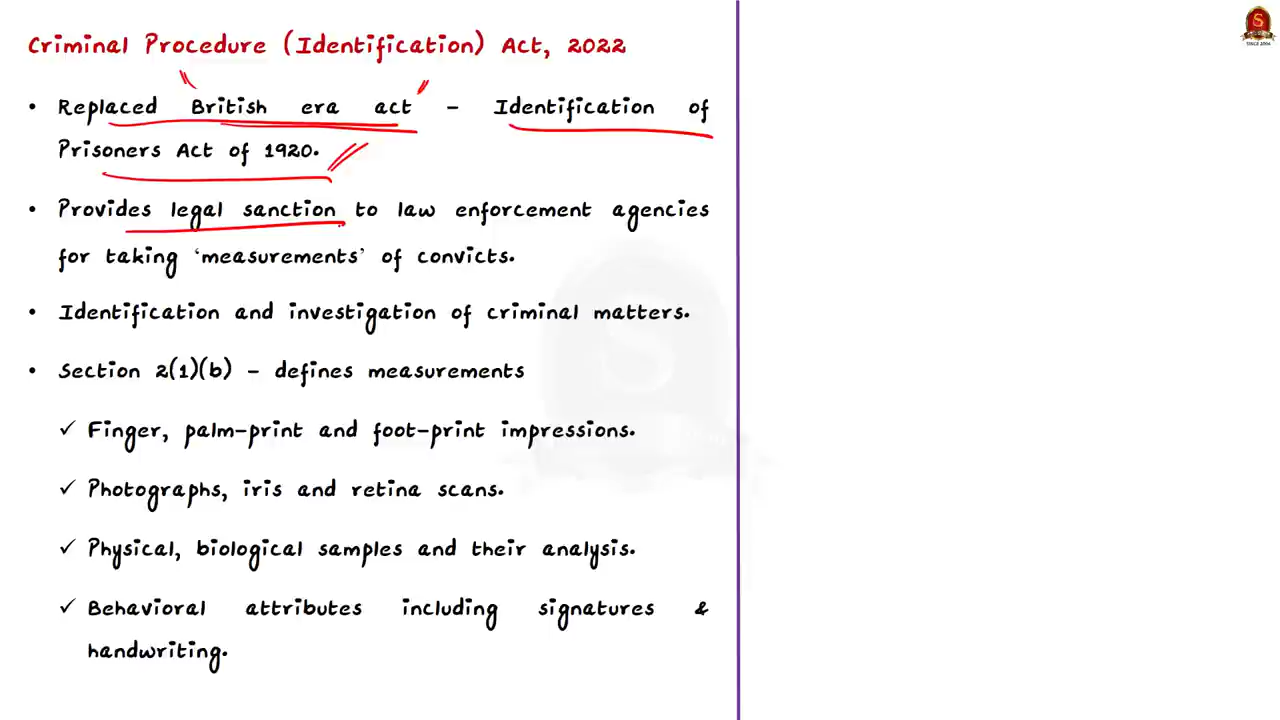 Criminal Procedure (Identification) Act, 2022
• Replaced British era act - Identification of
Prisoners Act of 1920.
• Provides legal sanction to law enforcement agencies
for taking ‘measurements’ of convicts.
• Identification and investigation of criminal matters.
• Section 2(1)(b) - defines measurements
✓ Finger, palm-print and foot-print impressions.
✓ Photographs, iris and retina scans.
✓ Physical, biological samples and their analysis.
✓ Behavioral attributes including signatures &
handwriting.
S
SINCE 2004